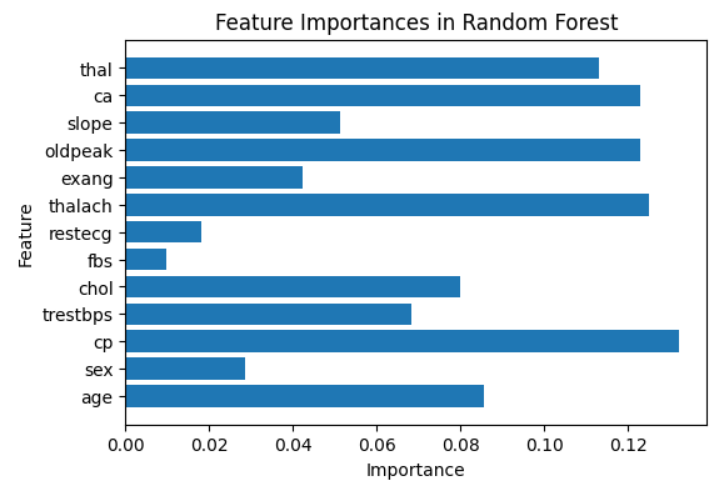 Feature Importances in Random Forest
thal
ca
slope
oldpeak
exang
thalach
restecg
fbs
chol
trestbps
cp
sex
age
Feature
0.00 0.02 0.04 0.06 0.08 0.10 0.12
Importance